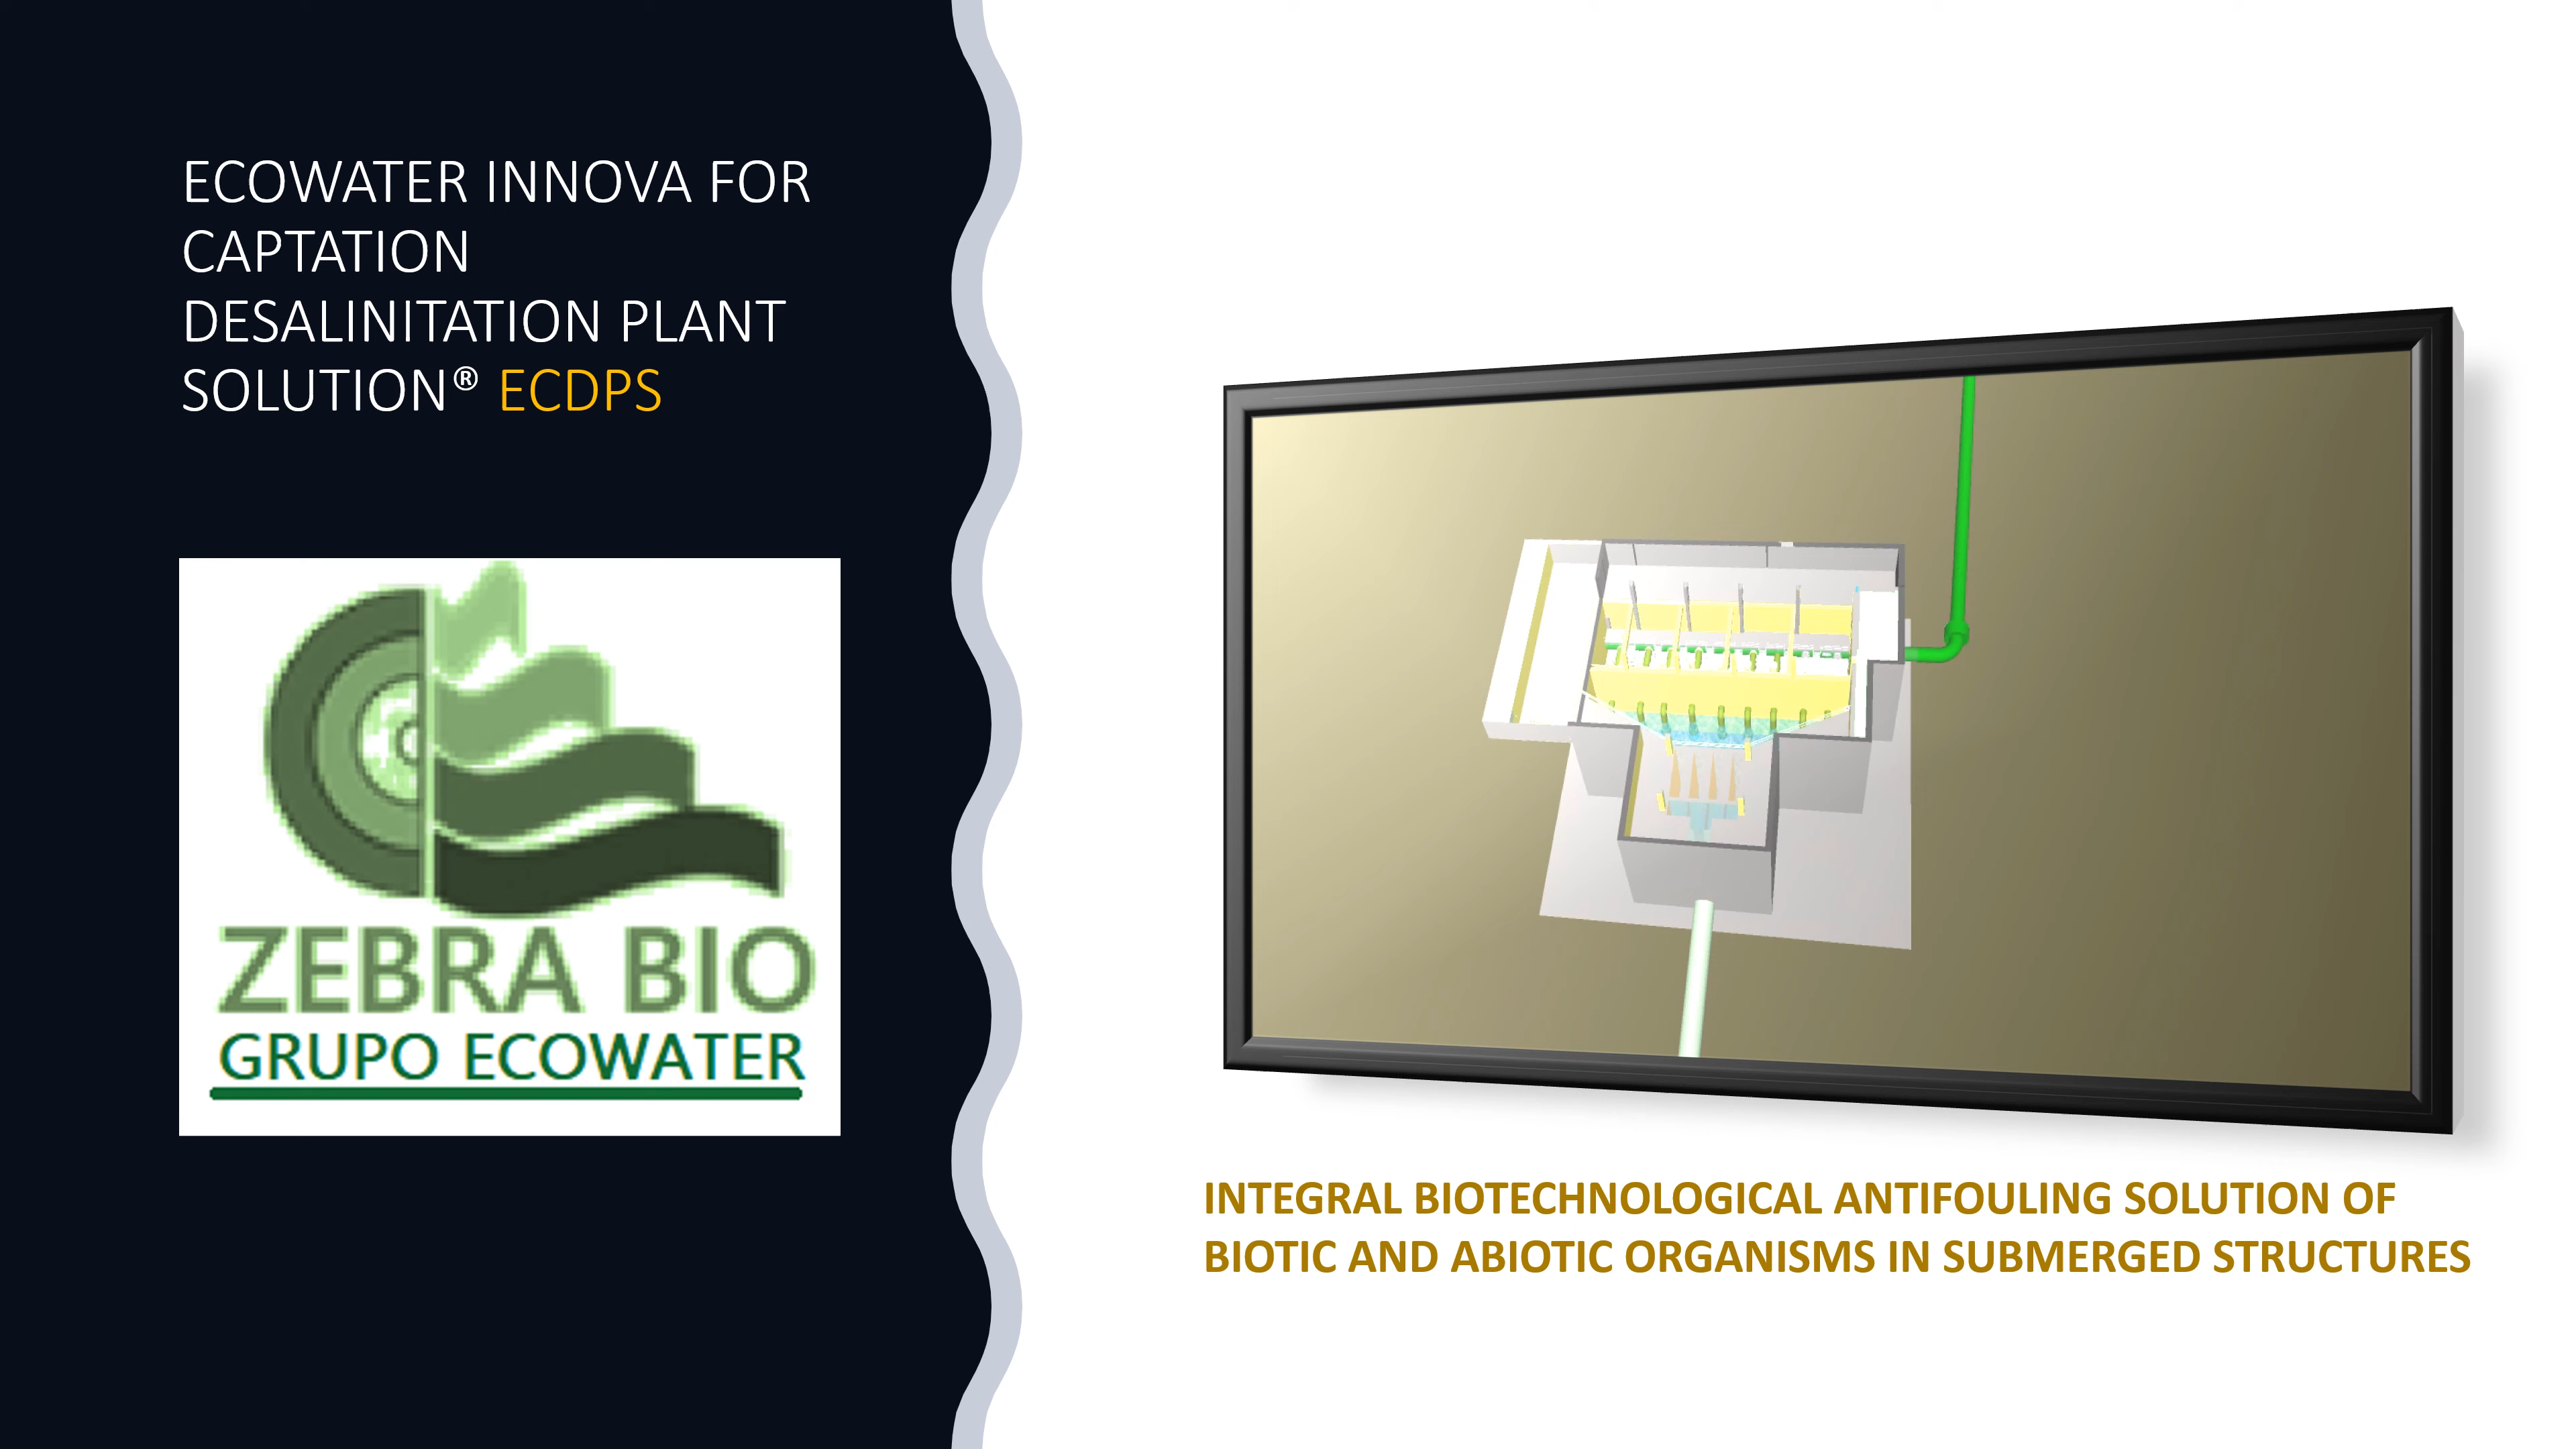 ECOWATER INNOVA FOR
CAPTATION
DESALINITATION PLANT
SOLUTION® ECDPS
ZEBRA BIO
GRUPO ECOWATER
INTEGRAL BIOTECHNOLOGICAL ANTIFOULING SOLUTION OF
BIOTIC AND ABIOTIC ORGANISMS IN SUBMERGED STRUCTURES